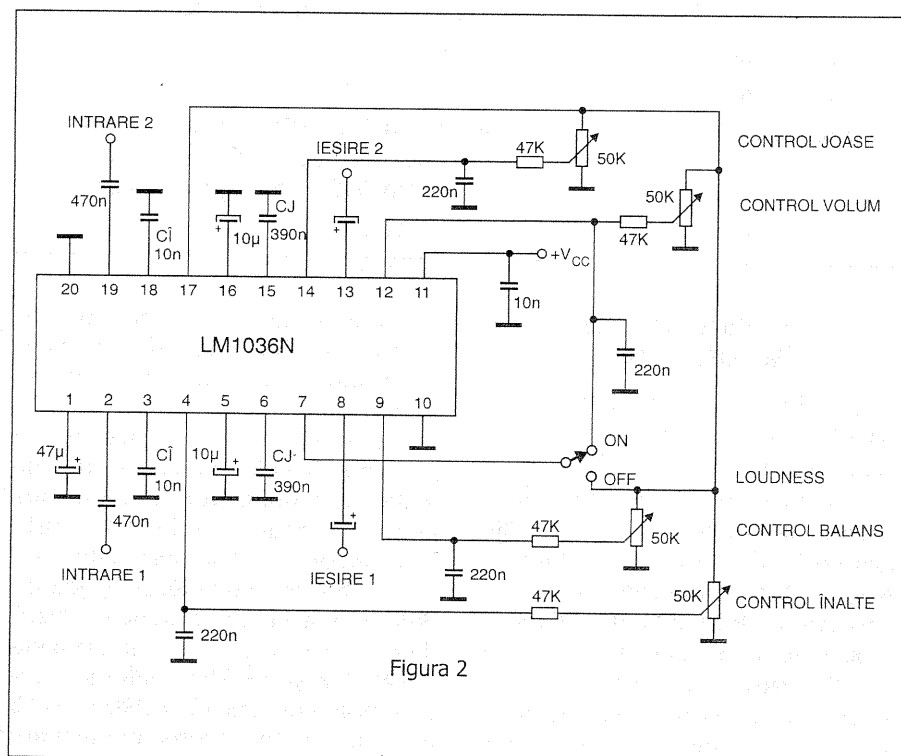 INTRARE 2
470n
CÎ
10n
10µ
+
CJ
390n
IEȘIRE 2
+
220n
47K
50K
CONTROL JOASE
50K
47K
CONTROL VOLUM
+VCC
10n
220n
20 19 18 17 16 15 14 13 12 11
LM1036N
1 2 3 4 5 6 7 8 9 10
47µ
+
470n
INTRARE 1
CÎ
10n
10µ
+
CJ
390n
+
IEȘIRE 1
ON
OFF
LOUDNESS
47K
50K
CONTROL BALANS
220n
47K
50K
CONTROL ÎNALTE
220n
Figura 2